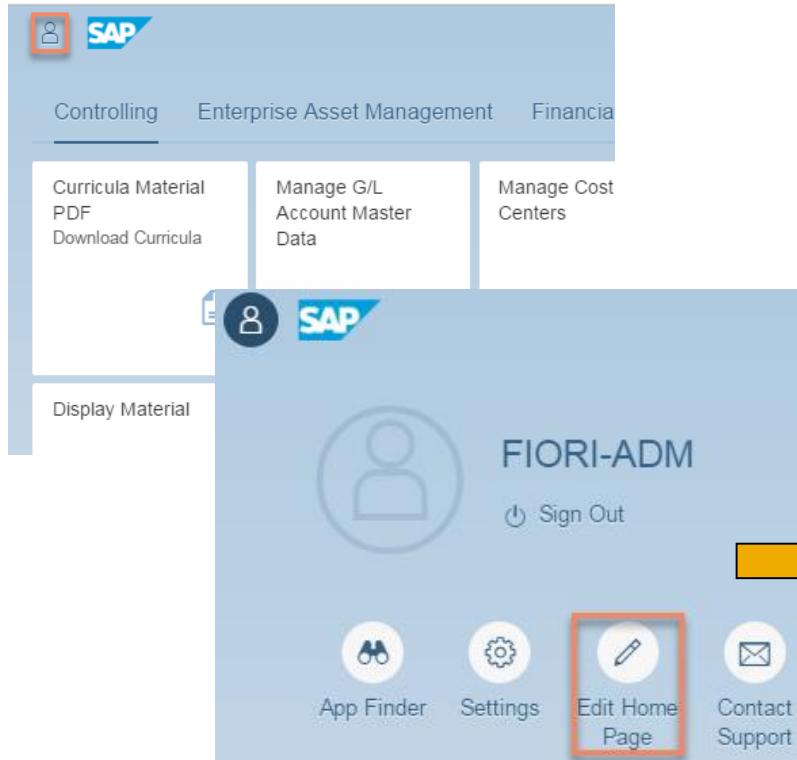 SAP
Controlling Enterprise Asset Management Financia
Curricula Material
PDF
Download Curricula
Manage G/L
Account Master
Data
Manage Cost
Centers
Display Material
SAP
FIORI-ADM
Sign Out
App Finder
Settings
Edit Home
Page
Contact
Support